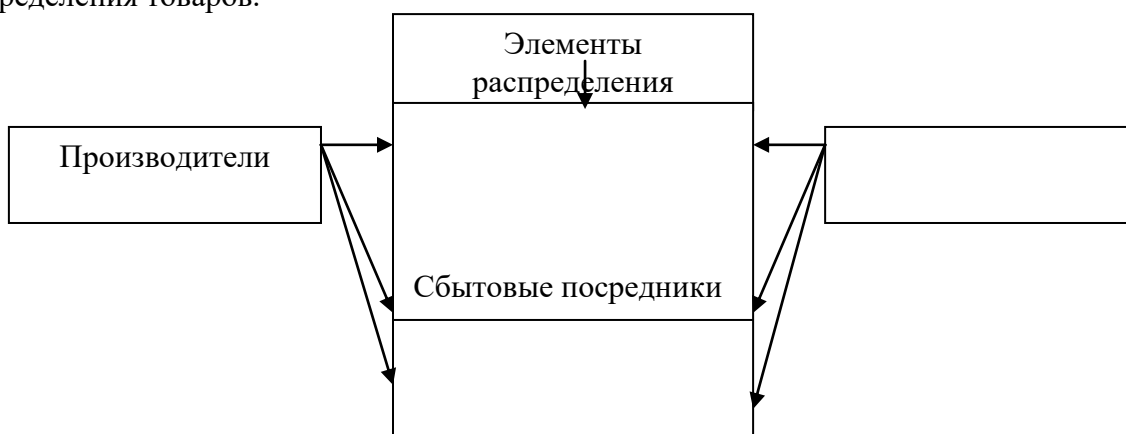 ределения товаров.
Элементы
распределения
Производители
Сбытовые посредники